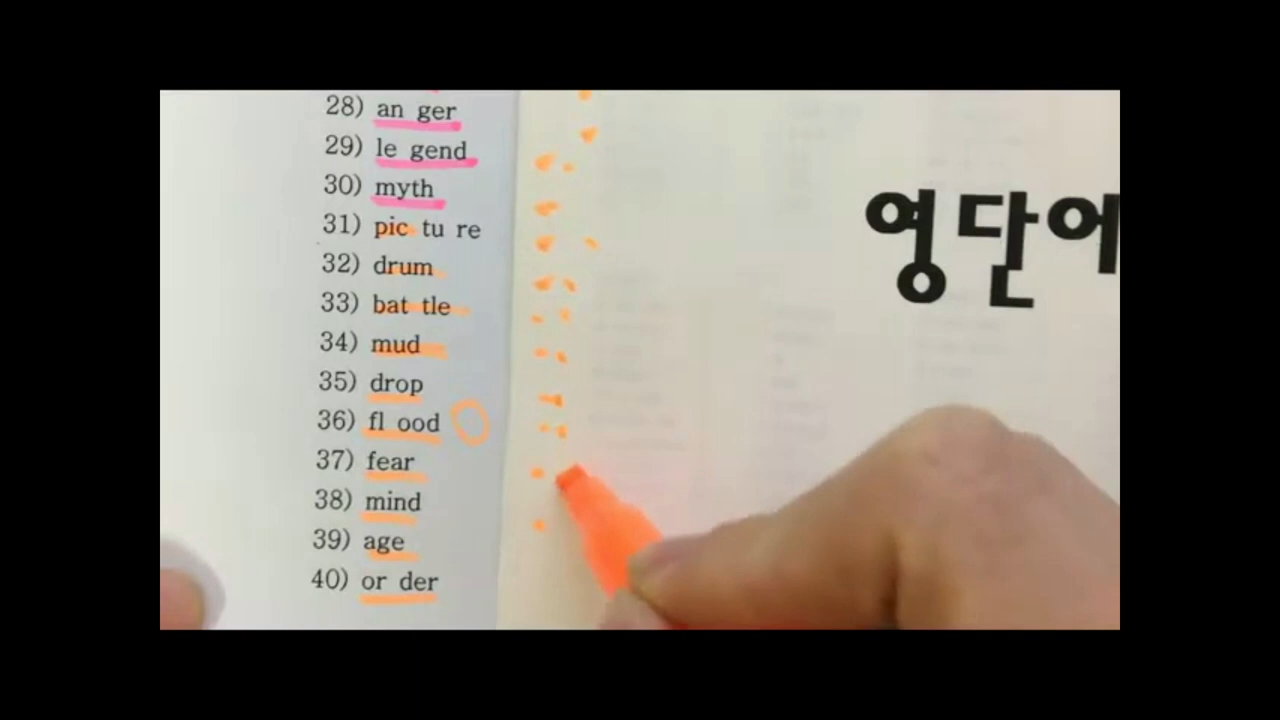 28) an ger
29) le gend
30) myth
31) pic tu re
32) drum
33) bat tle
34) mud
35) drop
36) fl ood
37) fear
38) mind
39) age
40) or der
영단어